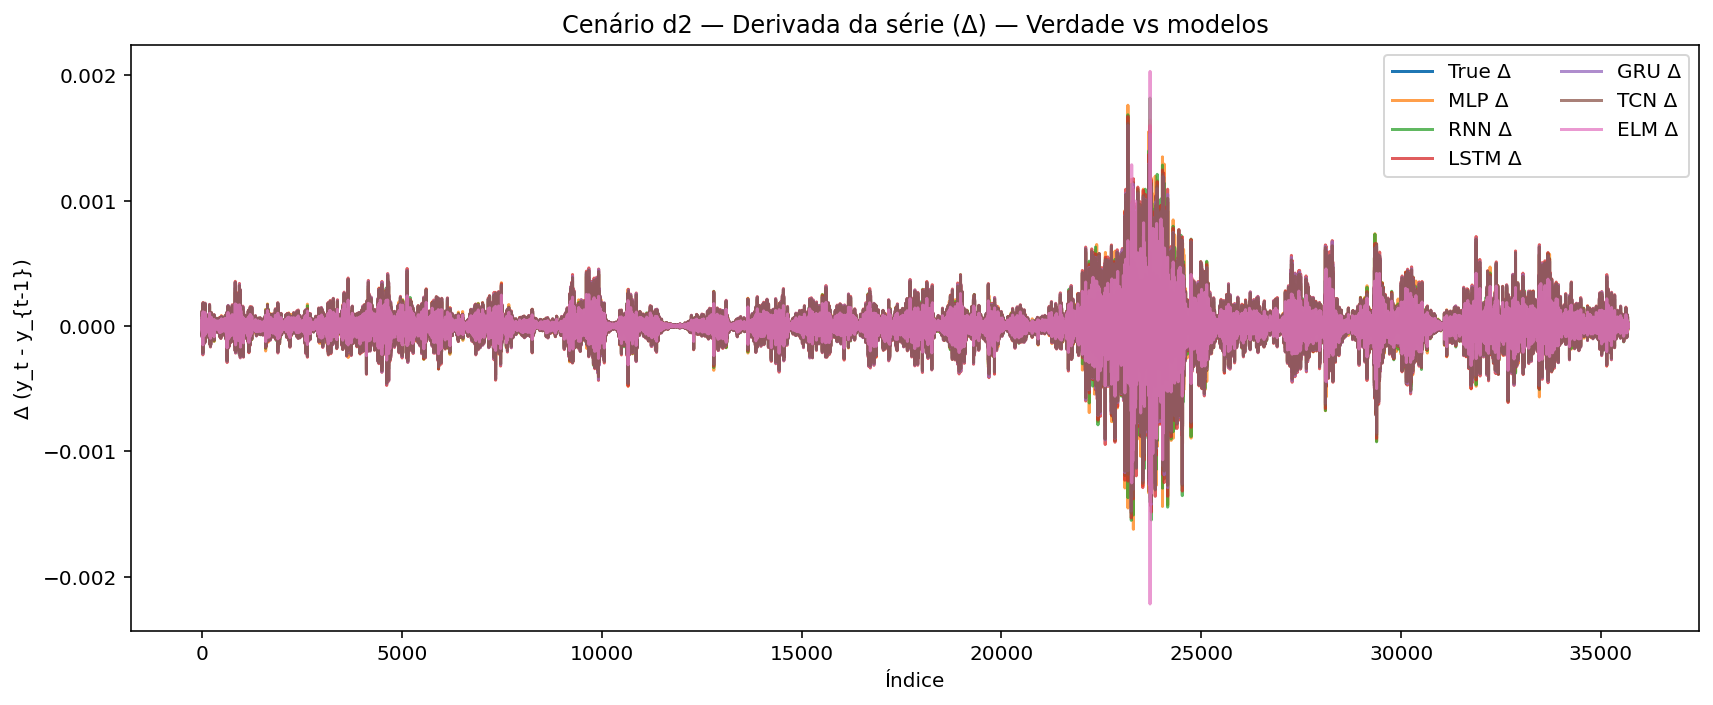 Cenário d2 — Derivada da série (Δ) — Verdade vs modelos
True Δ
MLP Δ
RNN Δ
LSTM Δ
GRU Δ
TCN Δ
ELM Δ
Δ (y_t - y_{t-1})
0.002
0.001
0.000
−0.001
−0.002
0
5000
10000
15000
20000
25000
30000
35000
Índice